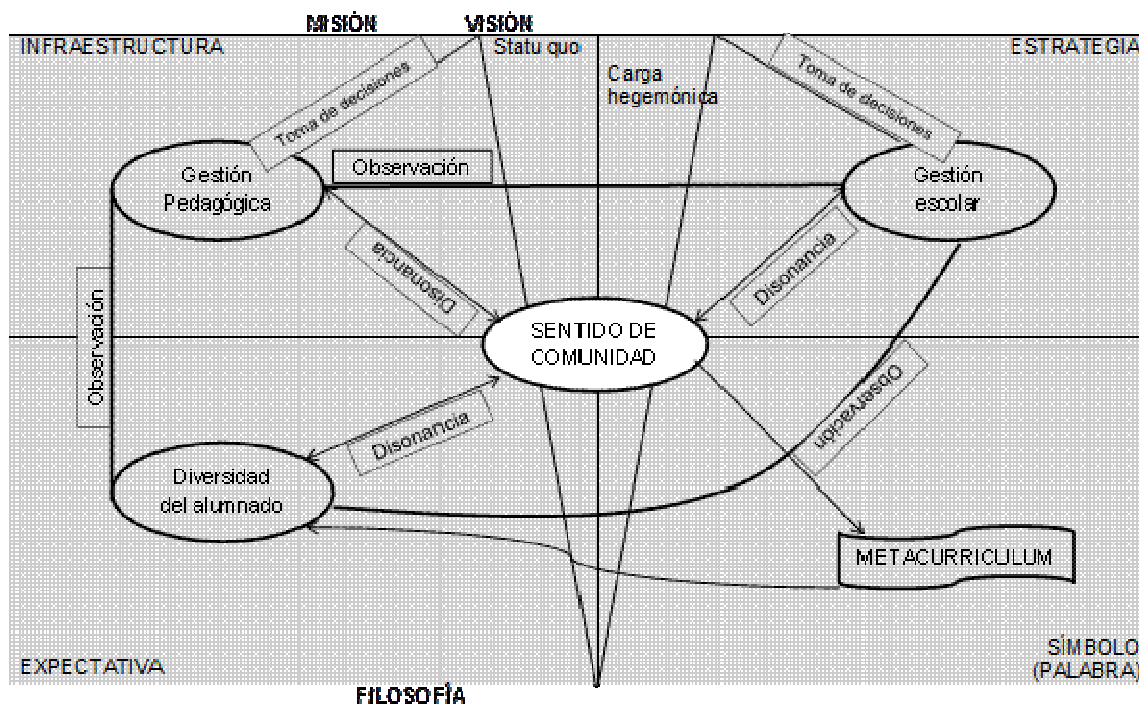 MISIÓN
VISIÓN
INFRAESTRUCTURA
Statu quo
ESTRATEGIA
Carga
hegemónica
Toma de decisiones
Toma de decisiones
Observación
Gestión
Pedagógica
Gestión
escolar
Disonancia
Disonancia
Observación
SENTIDO DE
COMUNIDAD
Observación
Disonancia
Diversidad
del alumnado
METACURRICULUM
EXPECTATIVA
SÍMBOLO
(PALABRA)
FILOSOFÍA